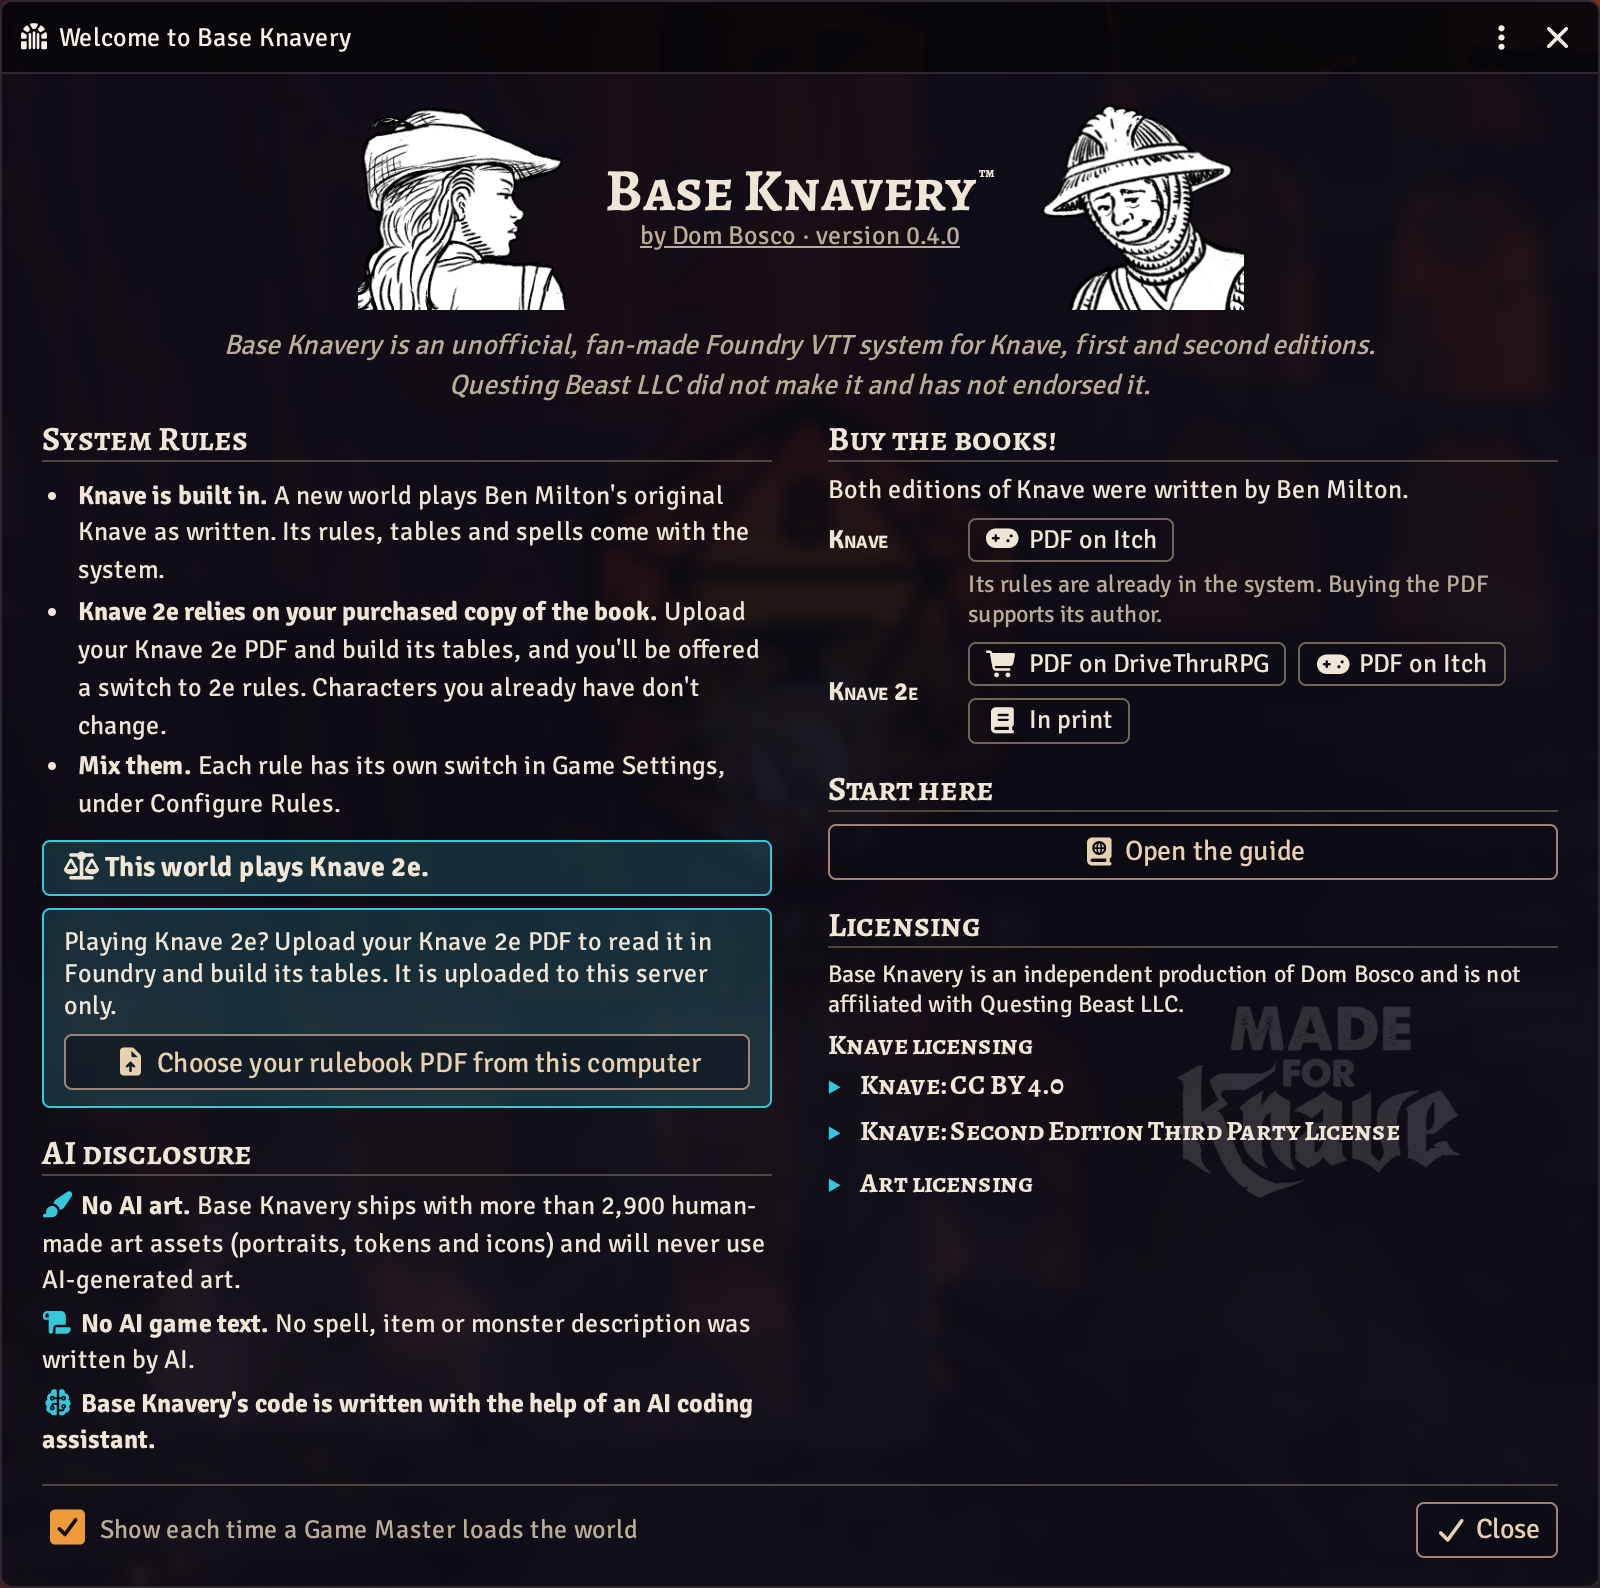 Welcome to Base Knavery
Base Knavery™
by Dom Bosco · version 0.4.0
Base Knavery is an unofficial, fan-made Foundry VTT system for Knave, first and second editions.
Questing Beast LLC did not make it and has not endorsed it.
System Rules
• Knave is built in. A new world plays Ben Milton's original
Knave as written. Its rules, tables and spells come with the
system.
• Knave 2e relies on your purchased copy of the book. Upload
your Knave 2e PDF and build its tables, and you'll be offered
a switch to 2e rules. Characters you already have don't
change.
• Mix them. Each rule has its own switch in Game Settings,
under Configure Rules.
This world plays Knave 2e.
Playing Knave 2e? Upload your Knave 2e PDF to read it in
Foundry and build its tables. It is uploaded to this server
only.
Choose your rulebook PDF from this computer
AI disclosure
No AI art. Base Knavery ships with more than 2,900 human-
made art assets (portraits, tokens and icons) and will never use
AI-generated art.
No AI game text. No spell, item or monster description was
written by AI.
Base Knavery's code is written with the help of an AI coding
assistant.
Buy the books!
Both editions of Knave were written by Ben Milton.
Knave
PDF on Itch
Its rules are already in the system. Buying the PDF
supports its author.
Knave 2e
PDF on DriveThruRPG
PDF on Itch
In print
Start here
Open the guide
Licensing
Base Knavery is an independent production of Dom Bosco and is not
affiliated with Questing Beast LLC.
MADE
FOR
Knave
Knave licensing
Knave: CC BY 4.0
Knave: Second Edition Third Party License
Art licensing
Show each time a Game Master loads the world
Close